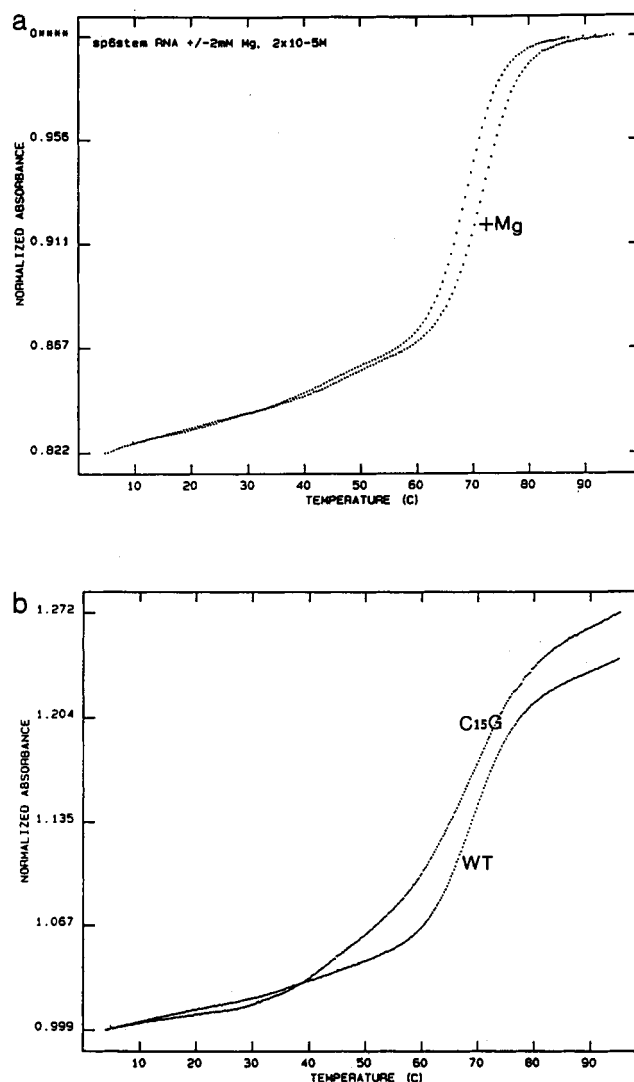 a
0****
sp6stem RNA +/-2mM Mg, 2x10-5M
0.956
0.911
0.867
0.822
NORMALIZED ABSORBANCE
+Mg
10 20 30 40 50 60 70 80 90
TEMPERATURE (C)
b
1.272
1.204
1.135
1.067
0.999
NORMALIZED ABSORBANCE
C15G
WT
10 20 30 40 50 60 70 80 90
TEMPERATURE (C)